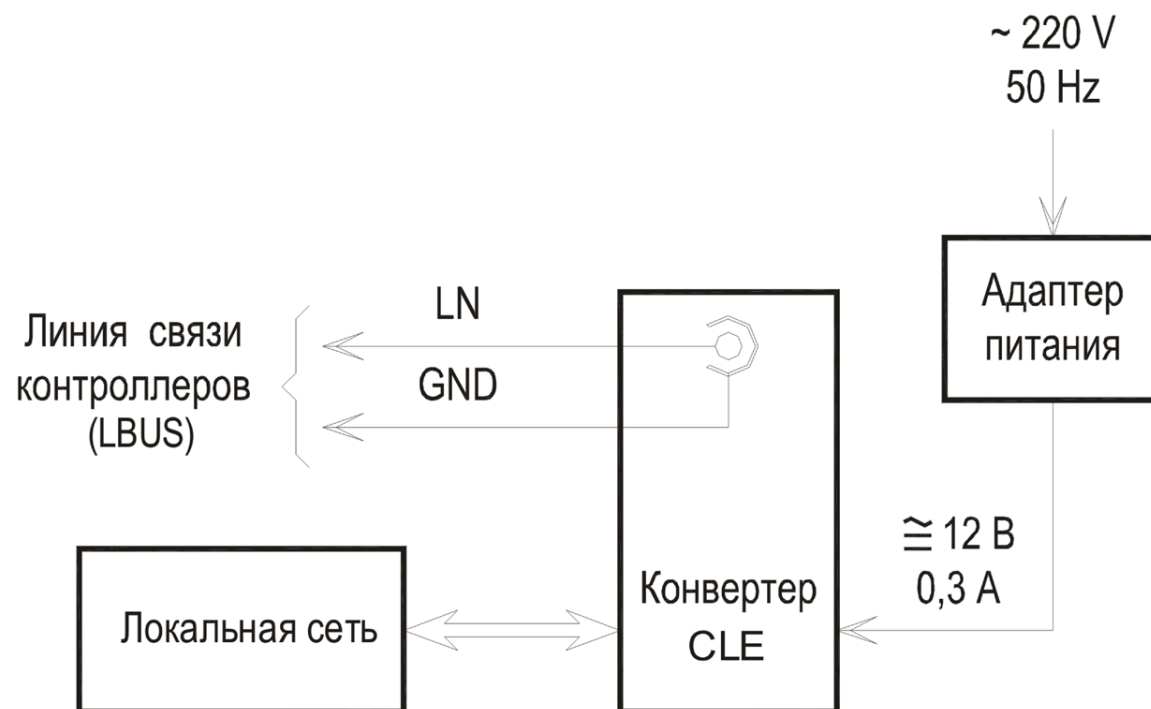 ~ 220 V
50 Hz
Адаптер
питания
LN
Линия связи
контроллеров
(LBUS)
GND
≅ 12 В
0,3 А
Конвертер
CLE
Локальная сеть